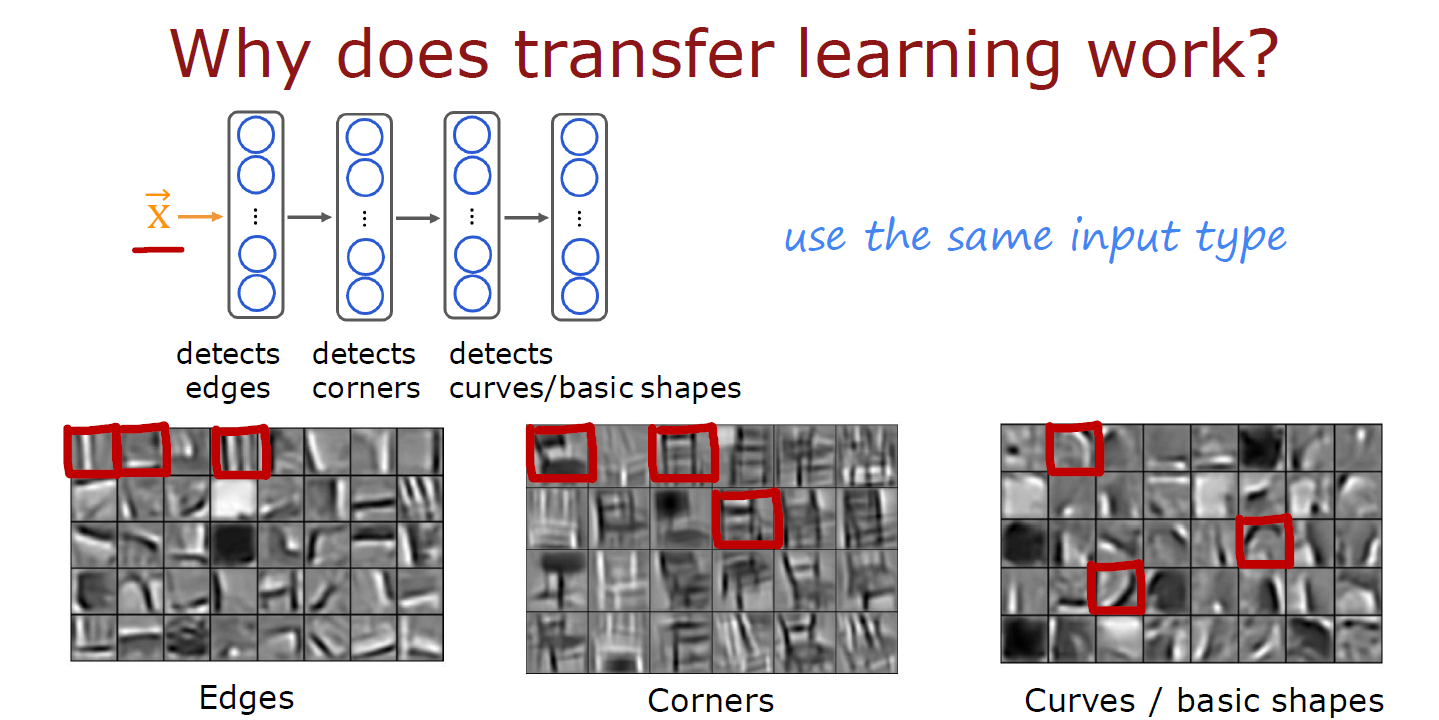 Why does transfer learning work?
x
use the same input type
detects
edges
detects
corners
detects
curves/basic shapes
Edges
Corners
Curves / basic shapes